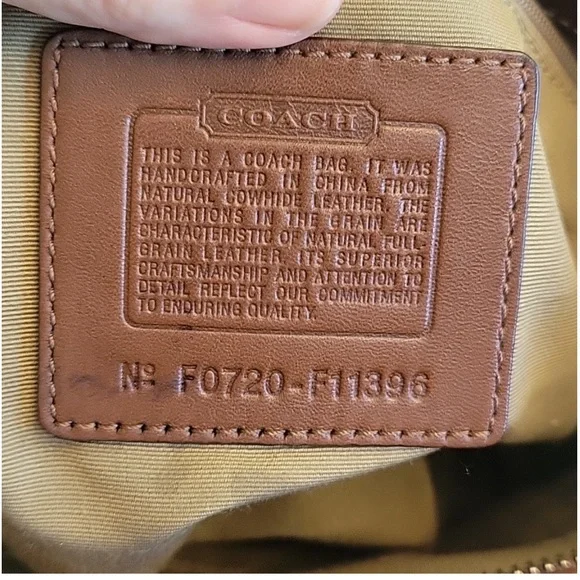 COACH
THIS IS A COACH BAG. IT WAS
HANDCRAFTED IN CHINA FROM
NATURAL COWHIDE LEATHER. THE
VARIATIONS IN THE GRAIN ARE
CHARACTERISTIC OF NATURAL FULL-
GRAIN LEATHER. ITS SUPERIOR
CRAFTSMANSHIP AND ATTENTION TO
DETAIL REFLECT OUR COMMITMENT
TO ENDURING QUALITY.
Nº F0720-F11396